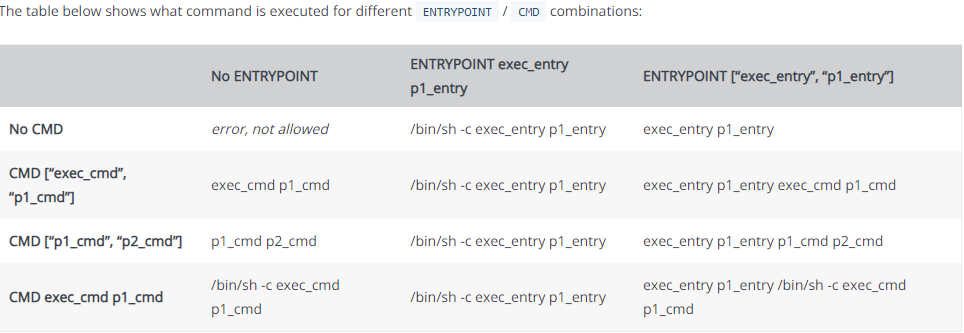 The table below shows what command is executed for different ENTRYPOINT / CMD combinations:
No ENTRYPOINT
ENTRYPOINT exec_entry
p1_entry
ENTRYPOINT [“exec_entry”, “p1_entry”]
No CMD
error, not allowed
/bin/sh -c exec_entry p1_entry
exec_entry p1_entry
CMD [“exec_cmd”,
“p1_cmd”]
exec_cmd p1_cmd
/bin/sh -c exec_entry p1_entry
exec_entry p1_entry exec_cmd p1_cmd
CMD [“p1_cmd”, “p2_cmd”]
p1_cmd p2_cmd
/bin/sh -c exec_entry p1_entry
exec_entry p1_entry p1_cmd p2_cmd
CMD exec_cmd p1_cmd
/bin/sh -c exec_cmd
p1_cmd
/bin/sh -c exec_entry p1_entry
exec_entry p1_entry /bin/sh -c exec_cmd
p1_cmd